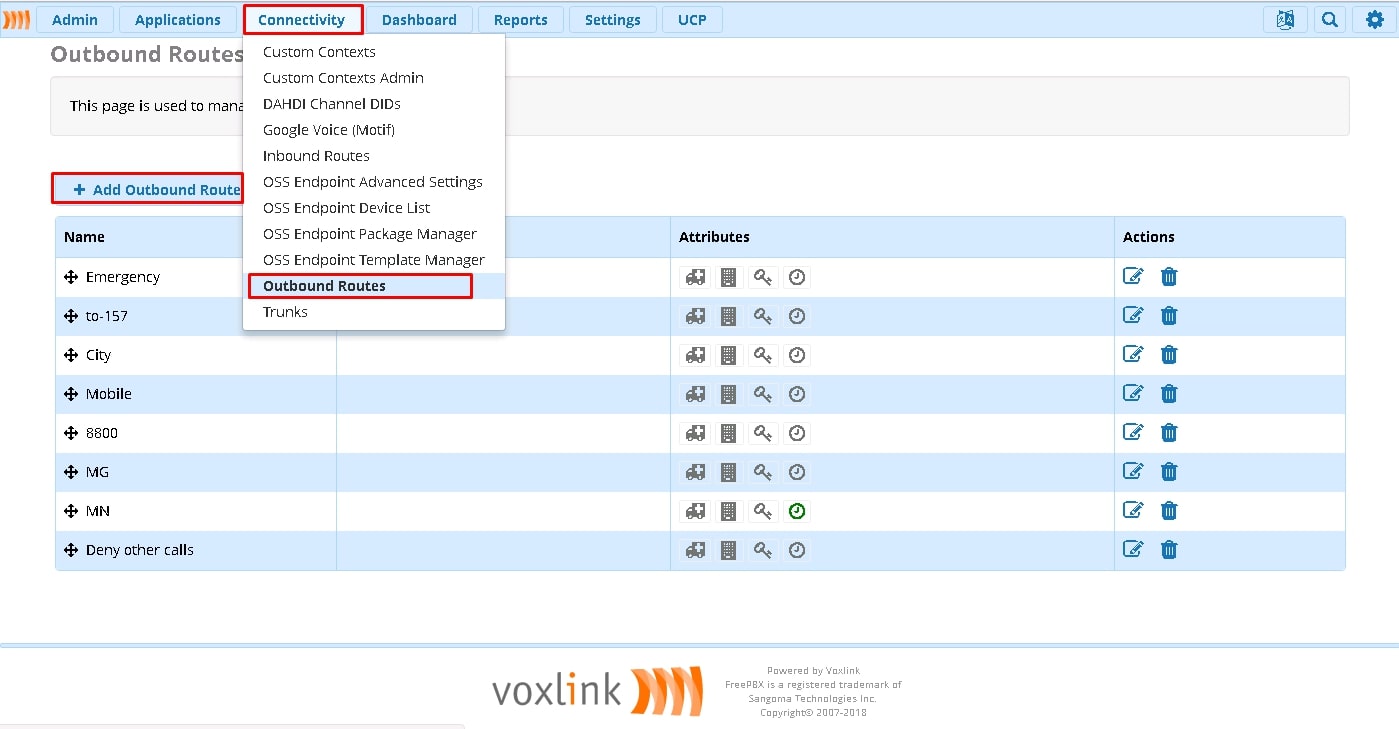 Admin Applications Connectivity Dashboard Reports Settings UCP
Outbound Routes
This page is used to mana
Custom Contexts
Custom Contexts Admin
DAHDI Channel DIDs
Google Voice (Motif)
Inbound Routes
OSS Endpoint Advanced Settings
OSS Endpoint Device List
OSS Endpoint Package Manager
OSS Endpoint Template Manager
Outbound Routes
Trunks
+ Add Outbound Route
Name Attributes Actions
Emergency
to-157
City
Mobile
8800
MG
MN
Deny other calls
voxlink
Powered by Voxlink
FreePBX is a registered trademark of
Sangoma Technologies Inc.
Copyright© 2007-2018